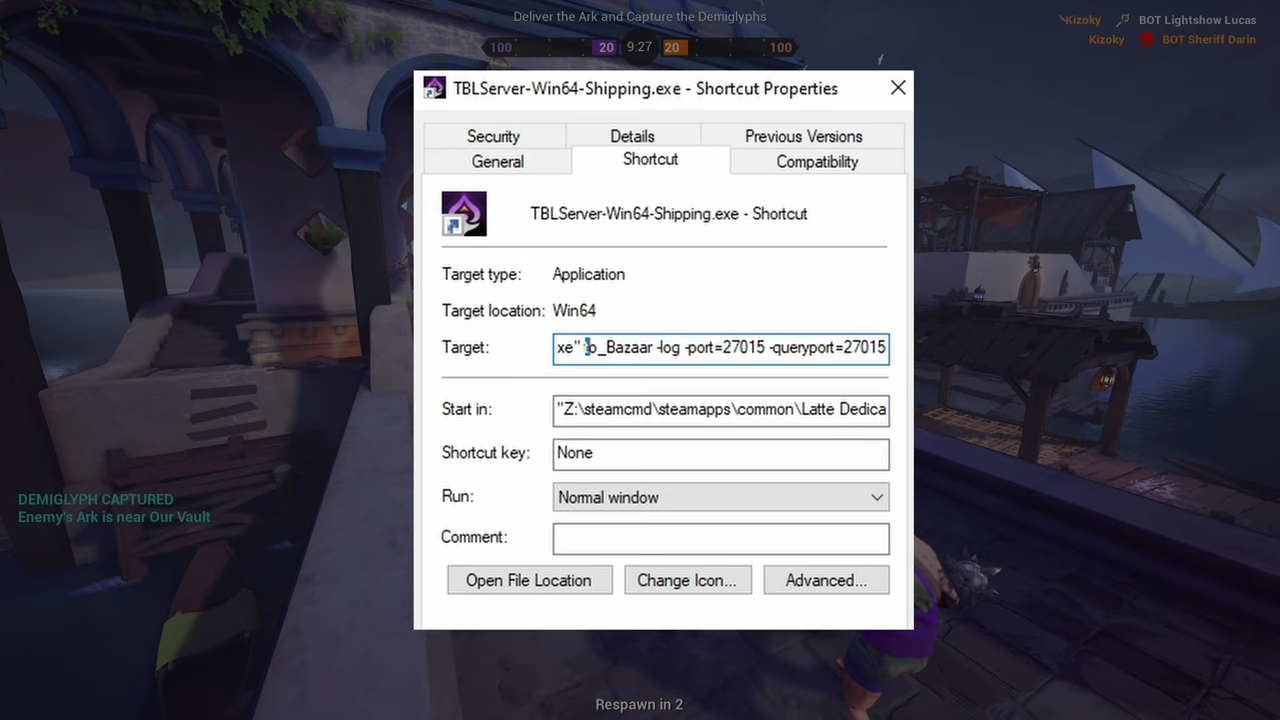 Deliver the Ark and Capture the Demiglyphs
100 20 9:27 20 100
Kizoky BOT Lightshow Lucas
Kizoky BOT Sheriff Darin
TBLServer-Win64-Shipping.exe - Shortcut Properties
Security Details Previous Versions
General Shortcut Compatibility
TBLServer-Win64-Shipping.exe - Shortcut
Target type: Application
Target location: Win64
Target: xe" to_Bazaar -log -port=27015 -queryport=27015
Start in: "Z:\steamcmd\steamapps\common\Latte Dedica
Shortcut key: None
Run: Normal window
Comment:
Open File Location Change Icon... Advanced...
DEMIGLYPH CAPTURED
Enemy's Ark is near Our Vault
Respawn in 2